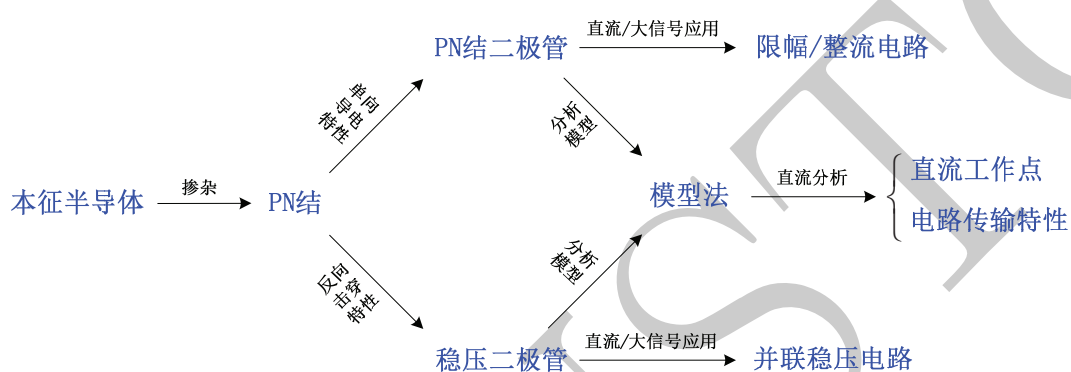 PN结二极管
直流/大信号应用
限幅/整流电路
单向
导电
特性
分析
模型
本征半导体
掺杂
PN结
模型法
直流分析
直流工作点
电路传输特性
反向
击穿
特性
分析
模型
稳压二极管
直流/大信号应用
并联稳压电路